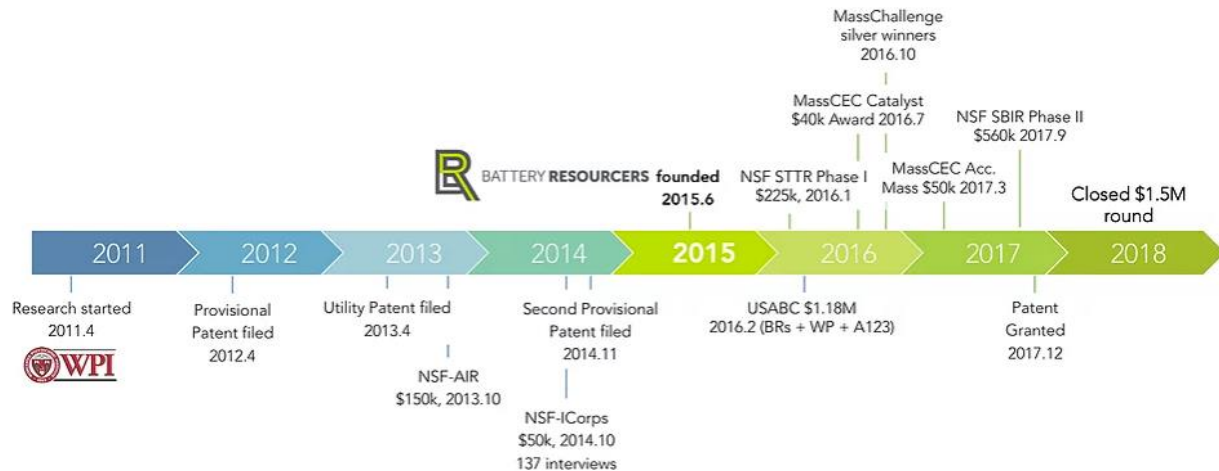 MassChallenge
silver winners
2016.10
MassCEC Catalyst
$40k Award 2016.7
NSF SBIR Phase II
$560k 2017.9
BATTERY RESOURCERS founded
2015.6
NSF STTR Phase I
$225k, 2016.1
MassCEC Acc.
Mass $50k 2017.3
Closed $1.5M
round
2011
2012
2013
2014
2015
2016
2017
2018
Research started
2011.4
WPI
Provisional
Patent filed
2012.4
Utility Patent filed
2013.4
NSF-AIR
$150k, 2013.10
Second Provisional
Patent filed
2014.11
NSF-ICorps
$50k, 2014.10
137 interviews
USABC $1.18M
2016.2 (BRs + WP + A123)
Patent
Granted
2017.12